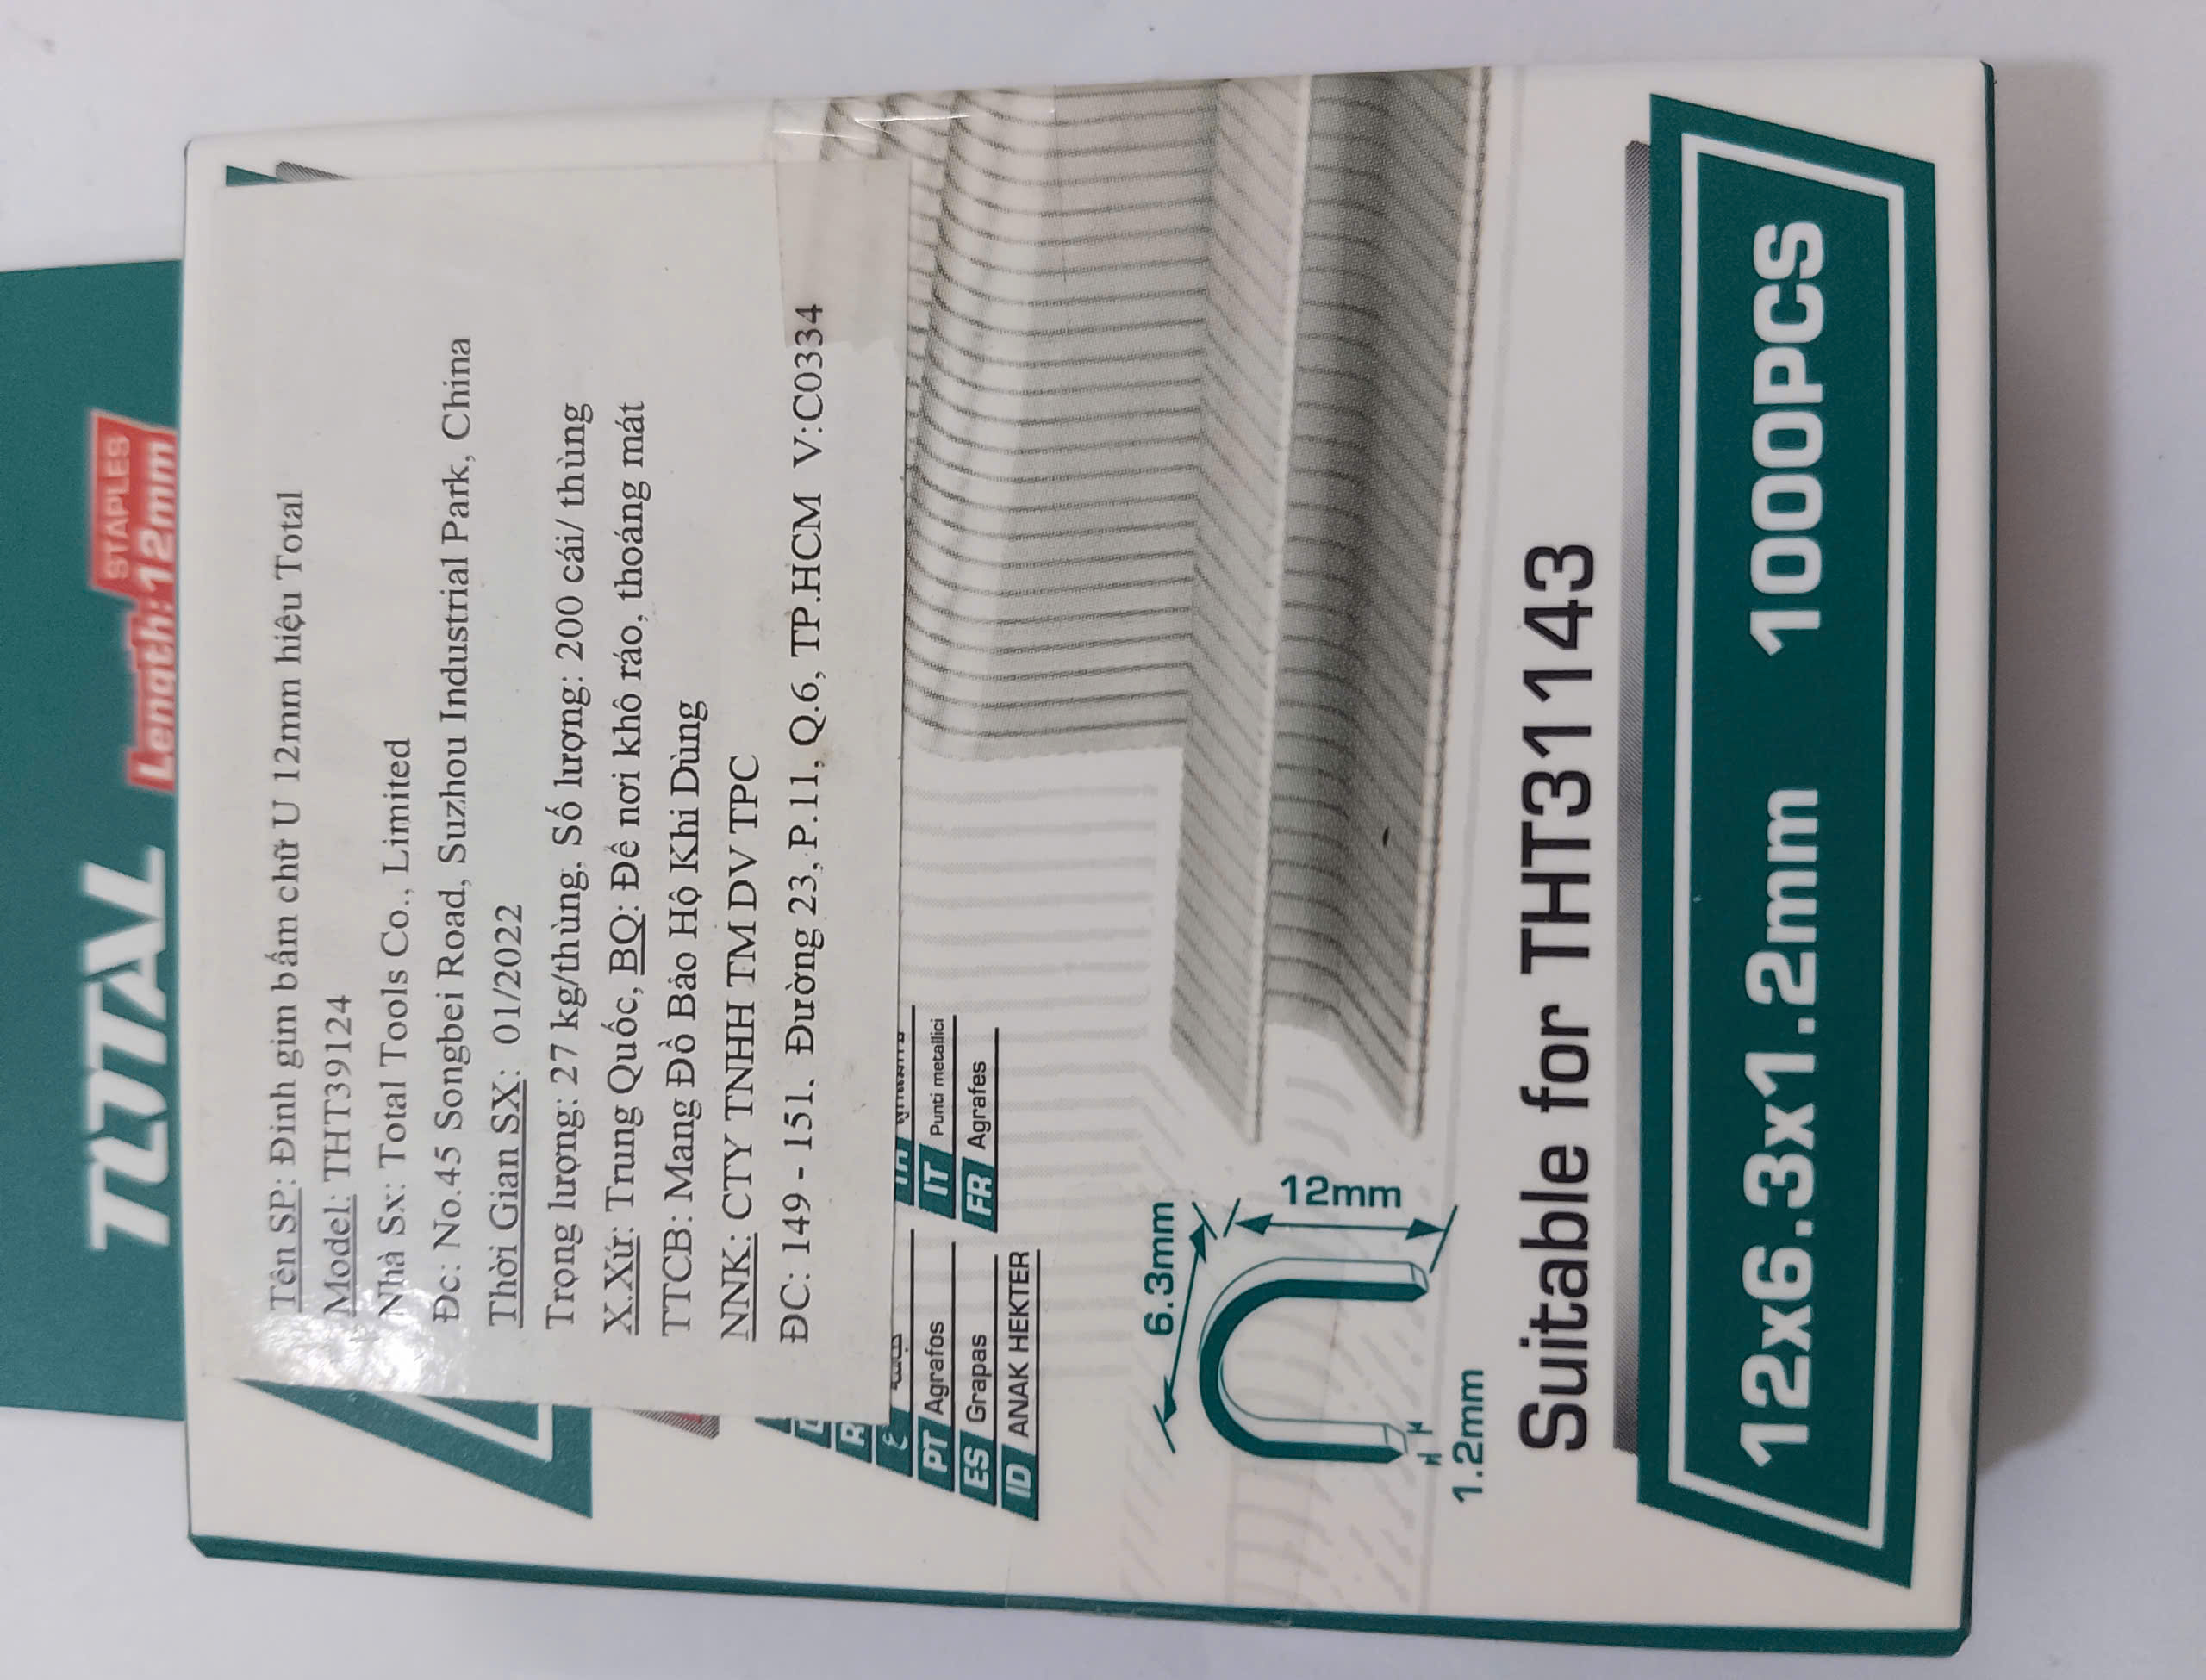 TOTAL
STAPLES
Length:12mm
Tên SP: Đinh gim bấm chữ U 12mm hiệu Total
Model: THT391124
Nhà Sx: Total Tools Co., Limited
Đc: No.45 Songbei Road, Suzhou Industrial Park, China
Thời Gian SX: 01/2022
Trọng lượng: 27 kg/thùng. Số lượng: 200 cái/ thùng
X.Xứ: Trung Quốc, BQ: Để nơi khô ráo, thoáng mát
TTCB: Mang Đồ Bảo Hộ Khi Dùng
NNK: CTY TNHH TM DV TPC
ĐC: 149 - 151. Đường 23, P.11, Q.6, TP.HCM V:C0334
PT Agrafos
IT Punti metallici
ES Grapas
FR Agrafes
ID ANAK HEKTER
6.3mm
12mm
1.2mm
Suitable for THT31143
12x6.3x1.2mm 1000PCS